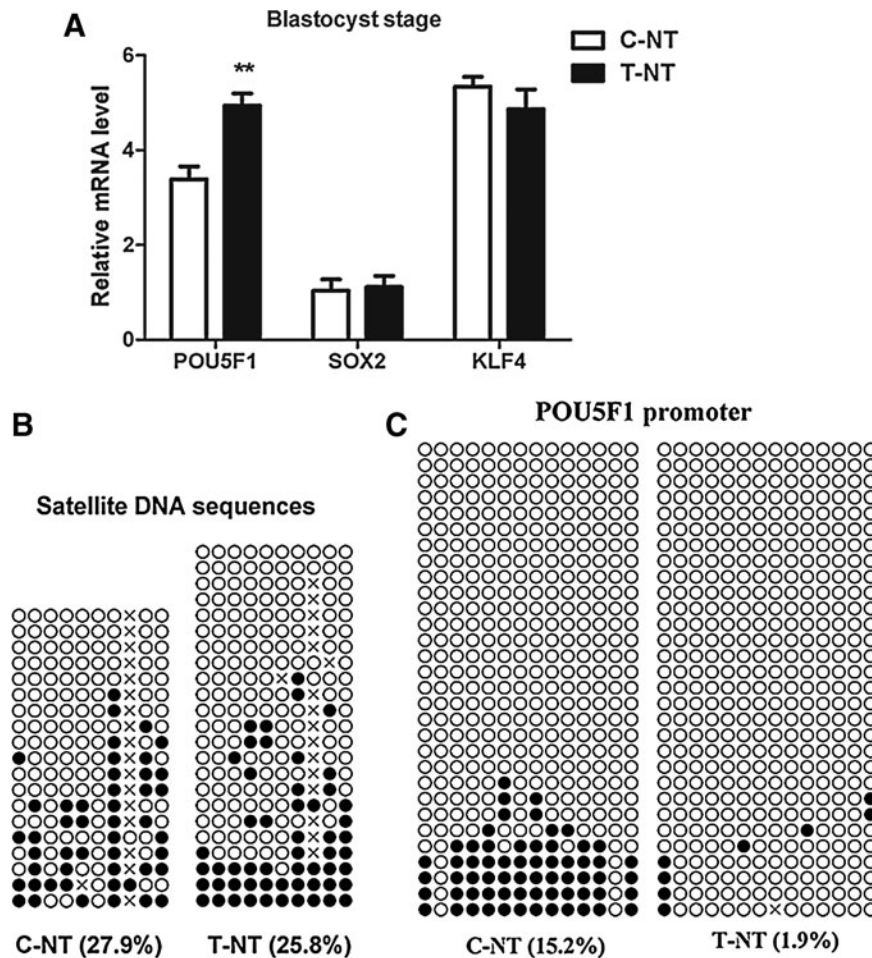 A
Blastocyst stage
C-NT
T-NT
Relative mRNA level
6
4
2
0
**
POU5F1
SOX2
KLF4
B
Satellite DNA sequences
C-NT (27.9%)
T-NT (25.8%)
C
POU5F1 promoter
C-NT (15.2%)
T-NT (1.9%)